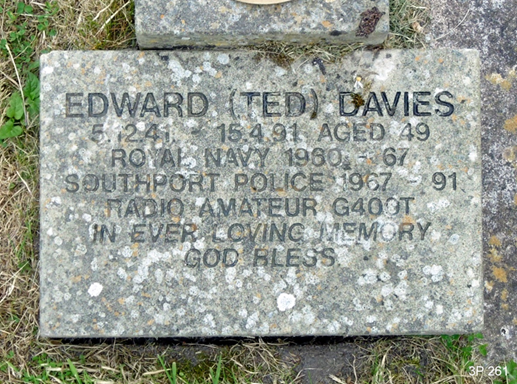 EDWARD (TED) DAVIES
5.12.41. - 15.4.91. AGED 49
ROYAL NAVY 1960 - 67
SOUTHPORT POLICE 1967 - 91
RADIO AMATEUR G4OOT
IN EVER LOVING MEMORY
GOD BLESS
3P 261